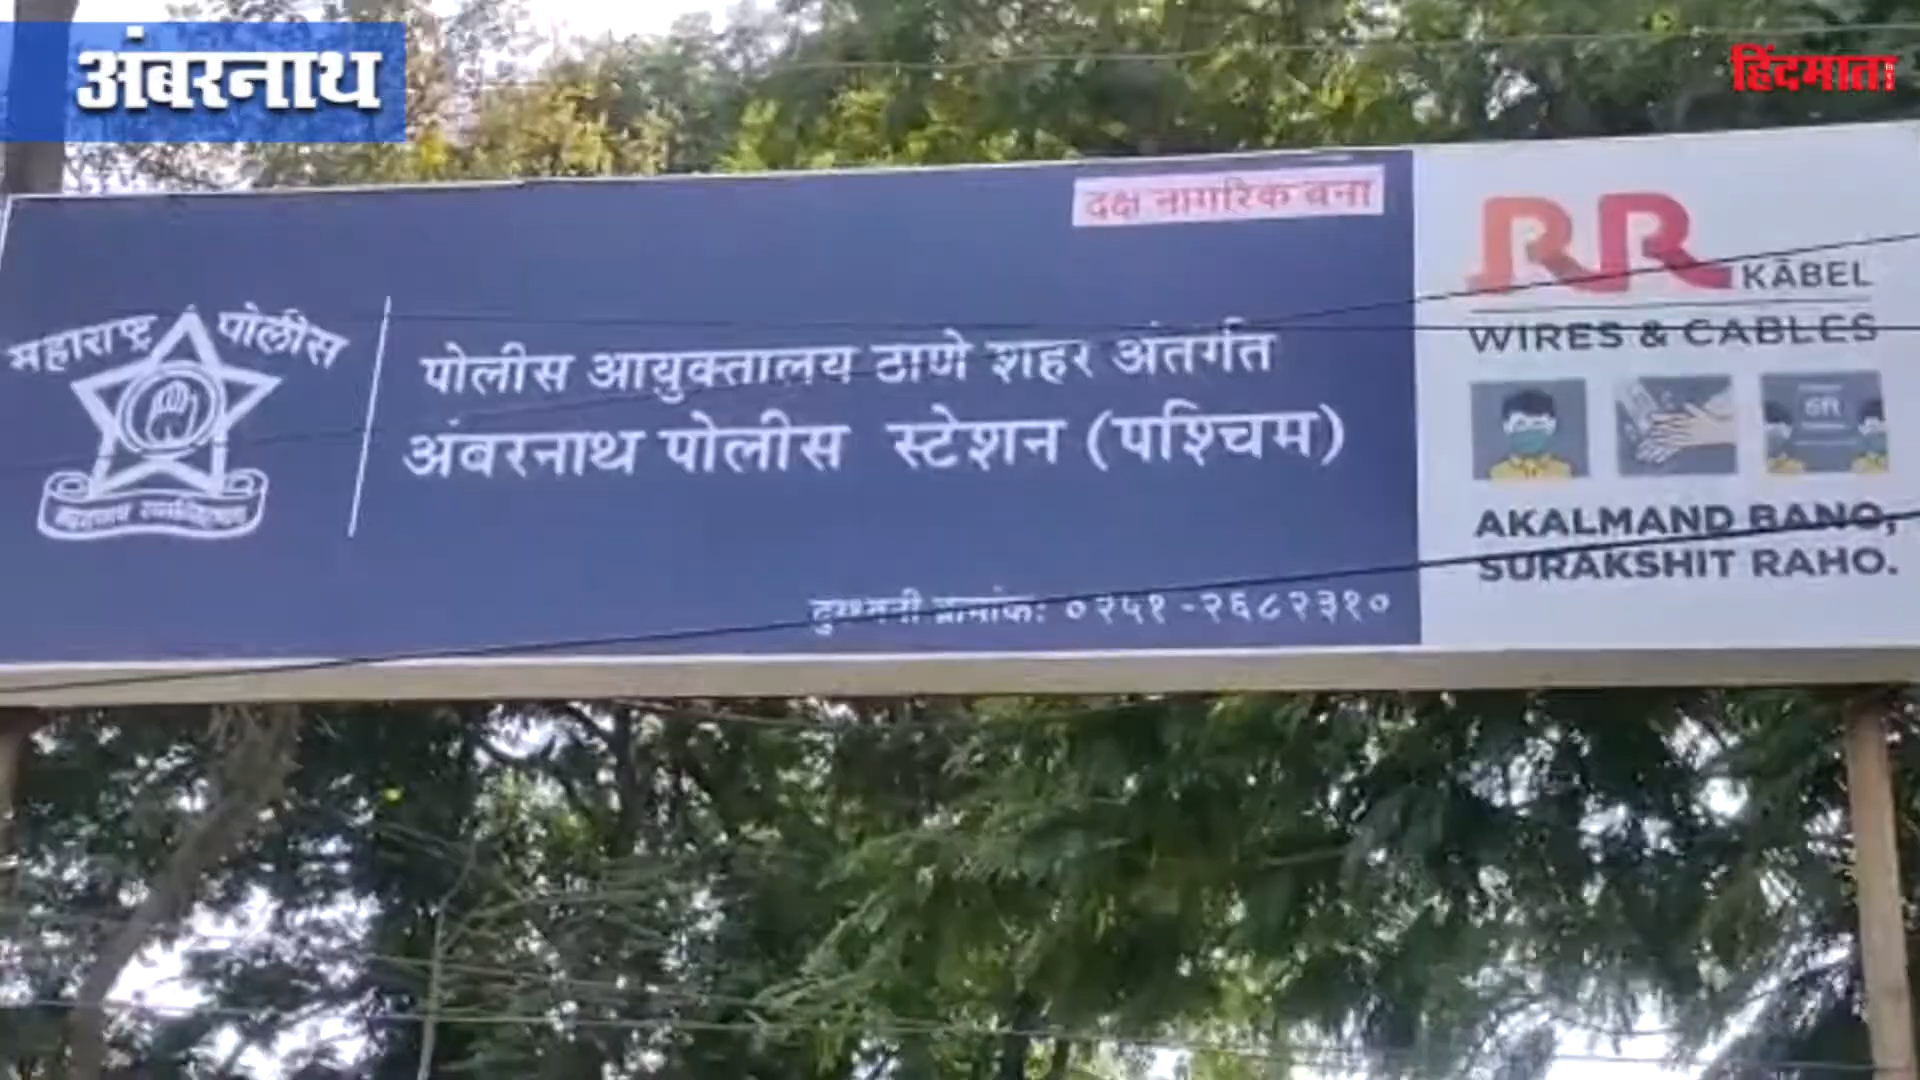 अंबरनाथ
हिंदमाता
दक्ष नागरिक बना
महाराष्ट्र पोलीस
पोलीस आयुक्तालय ठाणे शहर अंतर्गत
अंबरनाथ पोलीस स्टेशन (पश्चिम)
०२५१-२६८२३१०
RR KABEL
WIRES & CABLES
6ft
AKALMAND BANO,
SURAKSHIT RAHO.